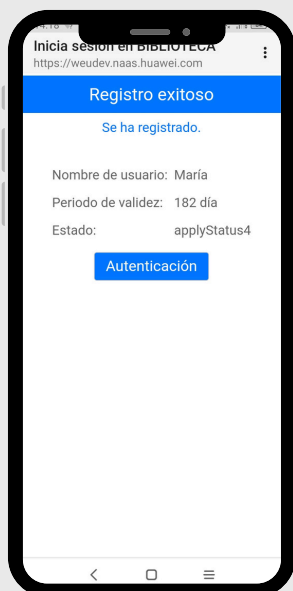 Inicia sesión en BIBLIOTECA
https://weudev.naas.huawei.com
Registro exitoso
Se ha registrado.
Nombre de usuario: María
Periodo de validez: 182 día
Estado: applyStatus4
Autenticación